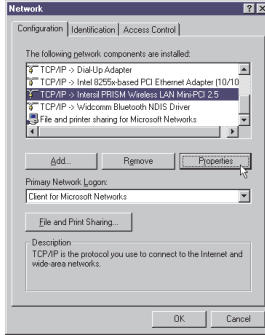 Network
Configuration Identification Access Control
The following network components are installed:
TCP/IP -> Dial-Up Adapter
TCP/IP -> Intel 8255x-based PCI Ethernet Adapter (10/10
TCP/IP -> Intersil PRISM Wireless LAN Mini-PCI 2.5
TCP/IP -> Widcomm Bluetooth NDIS Driver
File and printer sharing for Microsoft Networks
Add... Remove Properties
Primary Network Logon:
Client for Microsoft Networks
File and Print Sharing...
Description
TCP/IP is the protocol you use to connect to the Internet and
wide-area networks.
OK Cancel